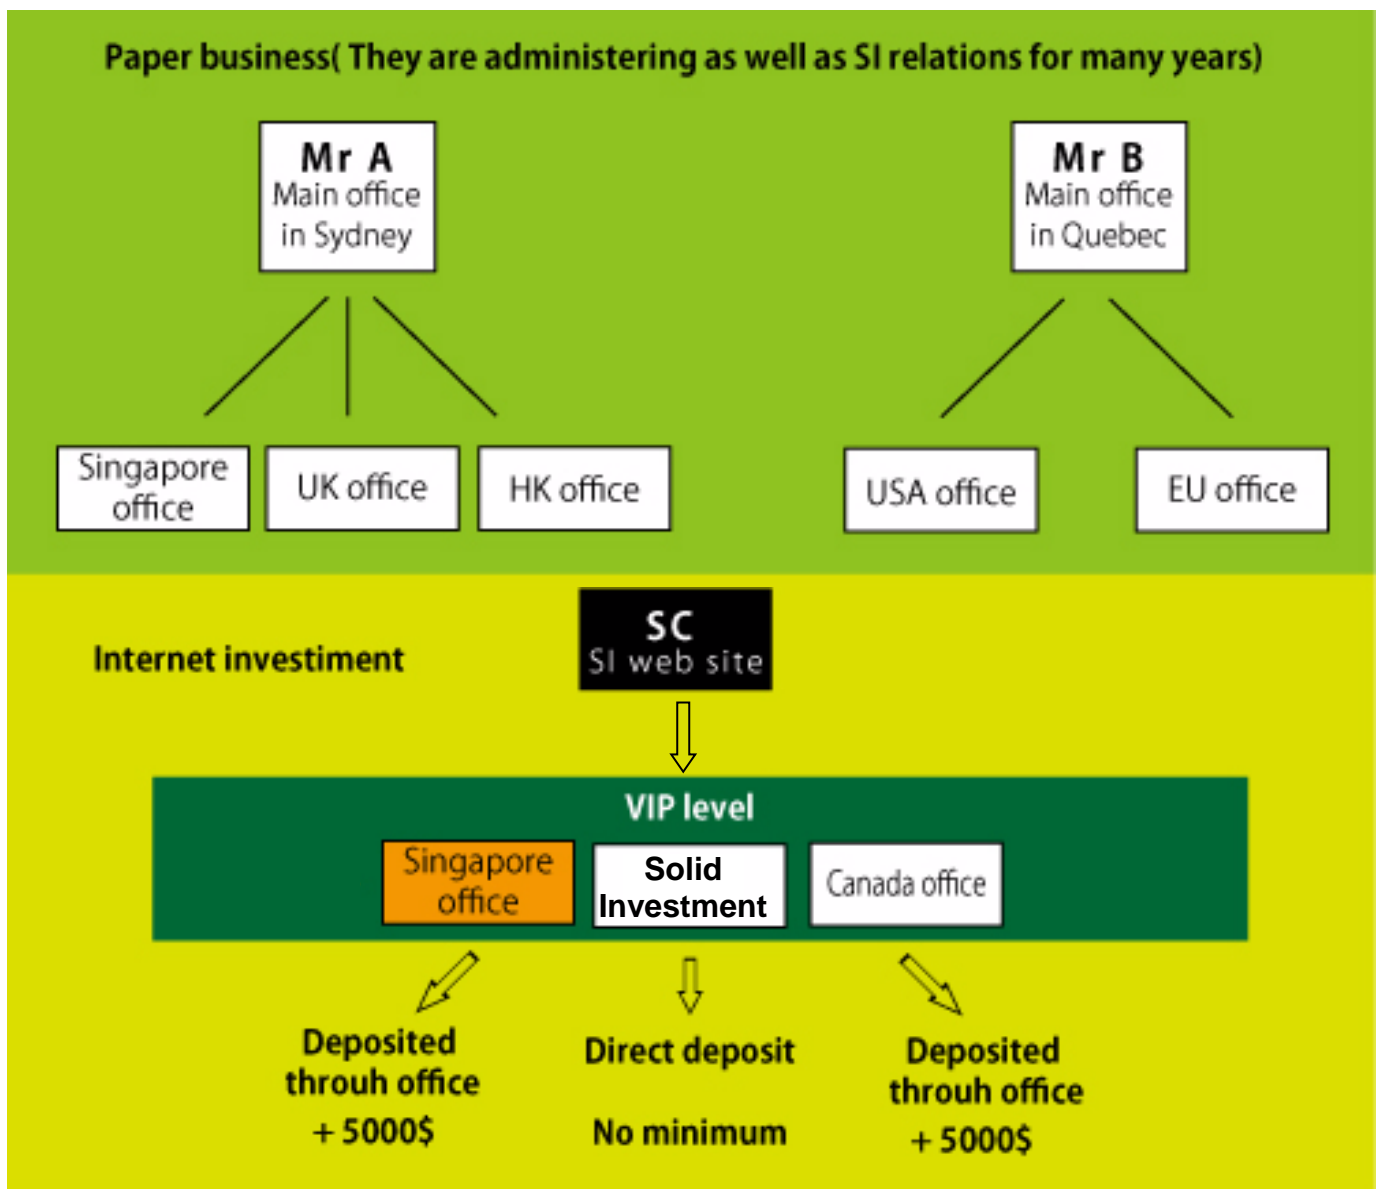 Paper business( They are administering as well as SI relations for many years)
Mr A
Main office
in Sydney
Mr B
Main office
in Quebec
Singapore
office
UK office
HK office
USA office
EU office
SC
SI web site
Internet investiment
VIP level
Singapore
office
Solid
Investment
Canada office
Deposited
throuh office
+ 5000$
Direct deposit
No minimum
Deposited
throuh office
+ 5000$